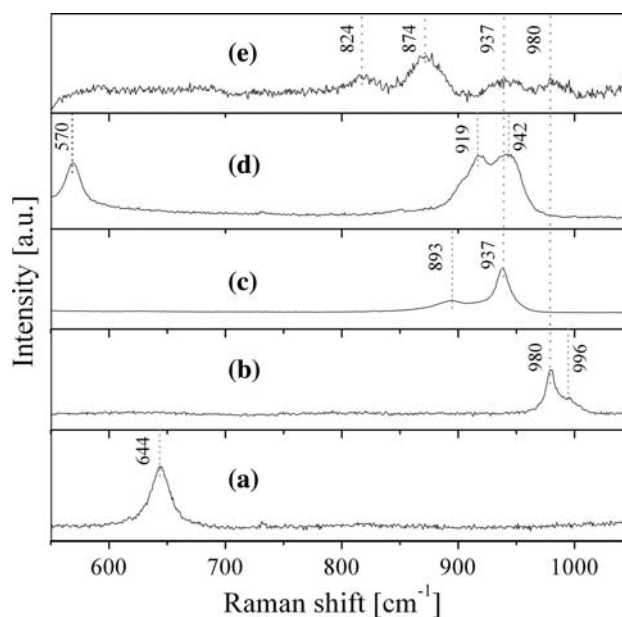 824
874
937
980
(e)
570
919
942
(d)
893
937
(c)
980
996
(b)
644
(a)
Intensity [a.u.]
600
700
800
900
1000
Raman shift [cm⁻¹]